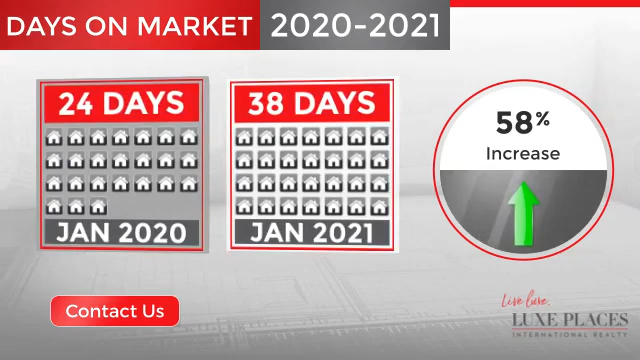 DAYS ON MARKET 2020-2021
24 DAYS
JAN 2020
38 DAYS
JAN 2021
58%
Increase
Contact Us
Live luxe.
LUXE PLACES
INTERNATIONAL REALTY